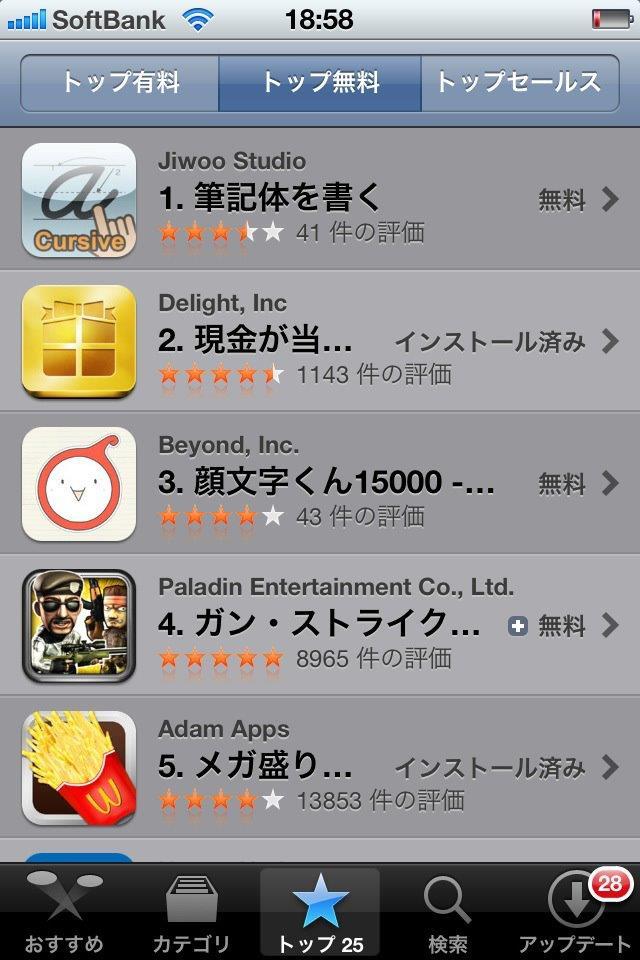 SoftBank 18:58
トップ有料 トップ無料 トップセールス
Jiwoo Studio
1. 筆記体を書く 無料
41 件の評価
a 2
Cursive
Delight, Inc
2. 現金が当... インストール済み
1143 件の評価
Beyond, Inc.
3. 顔文字くん15000 -... 無料
43 件の評価
Paladin Entertainment Co., Ltd.
4. ガン・ストライク... 無料
8965 件の評価
Adam Apps
5. メガ盛り... インストール済み
13853 件の評価
28
おすすめ カテゴリ トップ 25 検索 アップデート